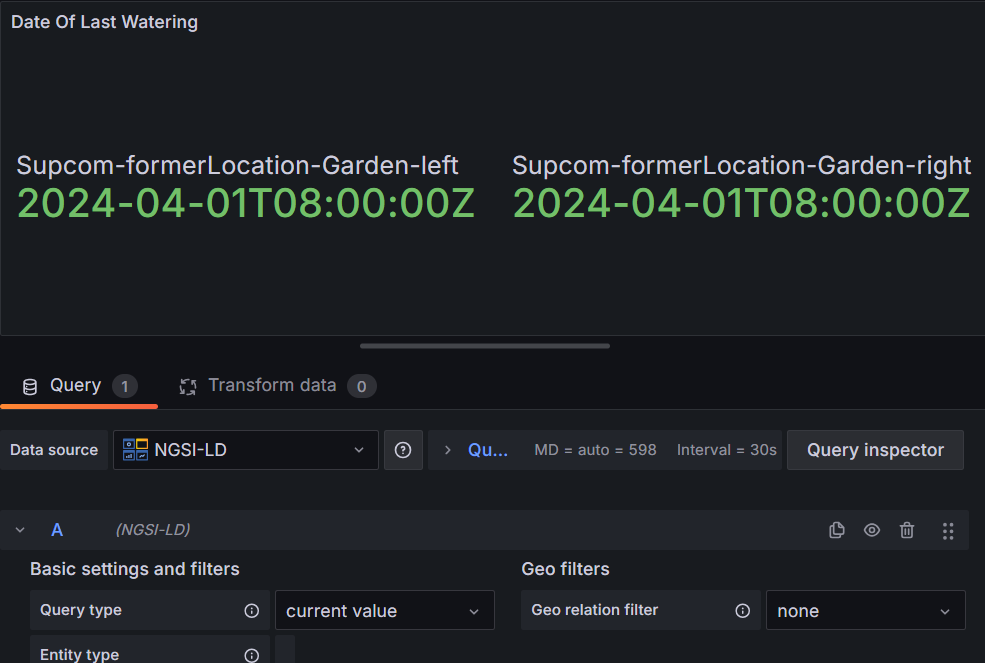 Date Of Last Watering
Supcom-formerLocation-Garden-left Supcom-formerLocation-Garden-right
2024-04-01T08:00:00Z 2024-04-01T08:00:00Z
Query 1 Transform data 0
Data source NGSI-LD Qu... MD = auto = 598 Interval = 30s Query inspector
A (NGSI-LD)
Basic settings and filters Geo filters
Query type current value Geo relation filter none
Entity type